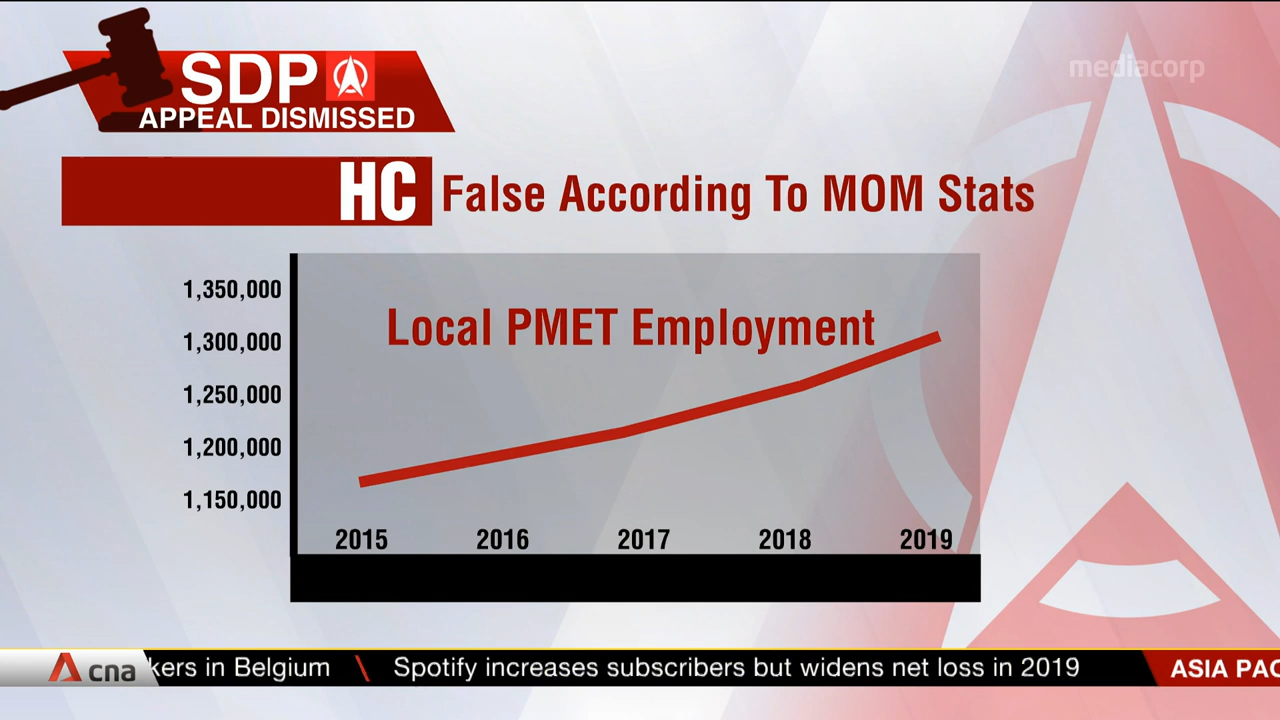 SDP
APPEAL DISMISSED
mediacorp
HC False According To MOM Stats
Local PMET Employment
1,350,000
1,300,000
1,250,000
1,200,000
1,150,000
2015 2016 2017 2018 2019
cna kers in Belgium \ Spotify increases subscribers but widens net loss in 2019 ASIA PAC